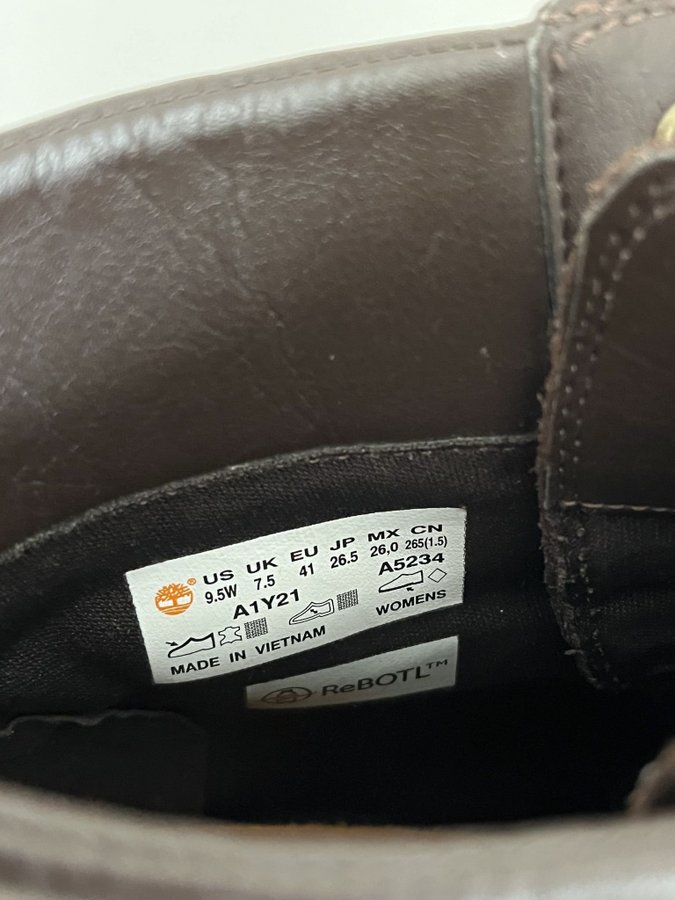 US UK EU JP MX CN
9.5W 7.5 41 26.5 26,0 265(1.5)
A1Y21 A5234
WOMENS
MADE IN VIETNAM
ReBOTL™